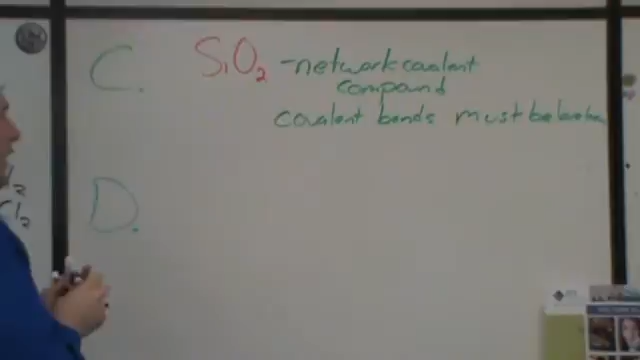 C. SiO2 - network covalent
compound
covalent bonds must be broken
D.